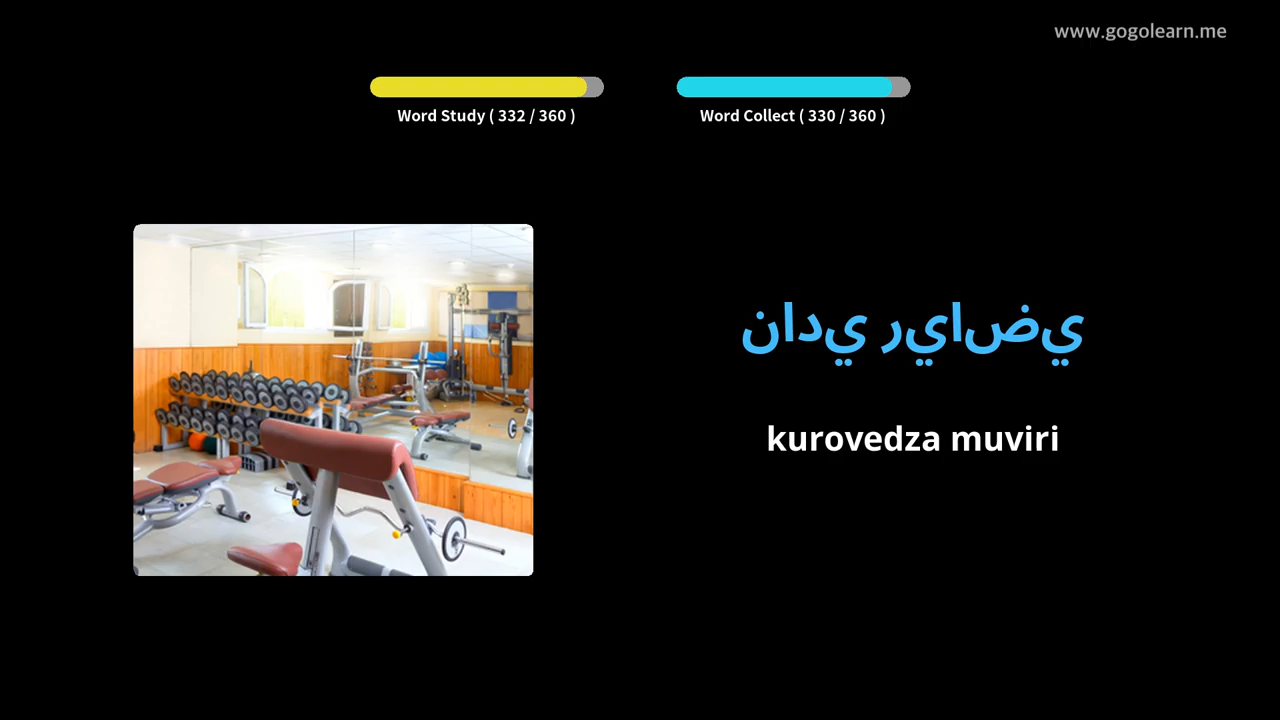 www.gogolearn.me
Word Study ( 332 / 360 )
Word Collect ( 330 / 360 )
نادي رياضي
kurovedza muviri